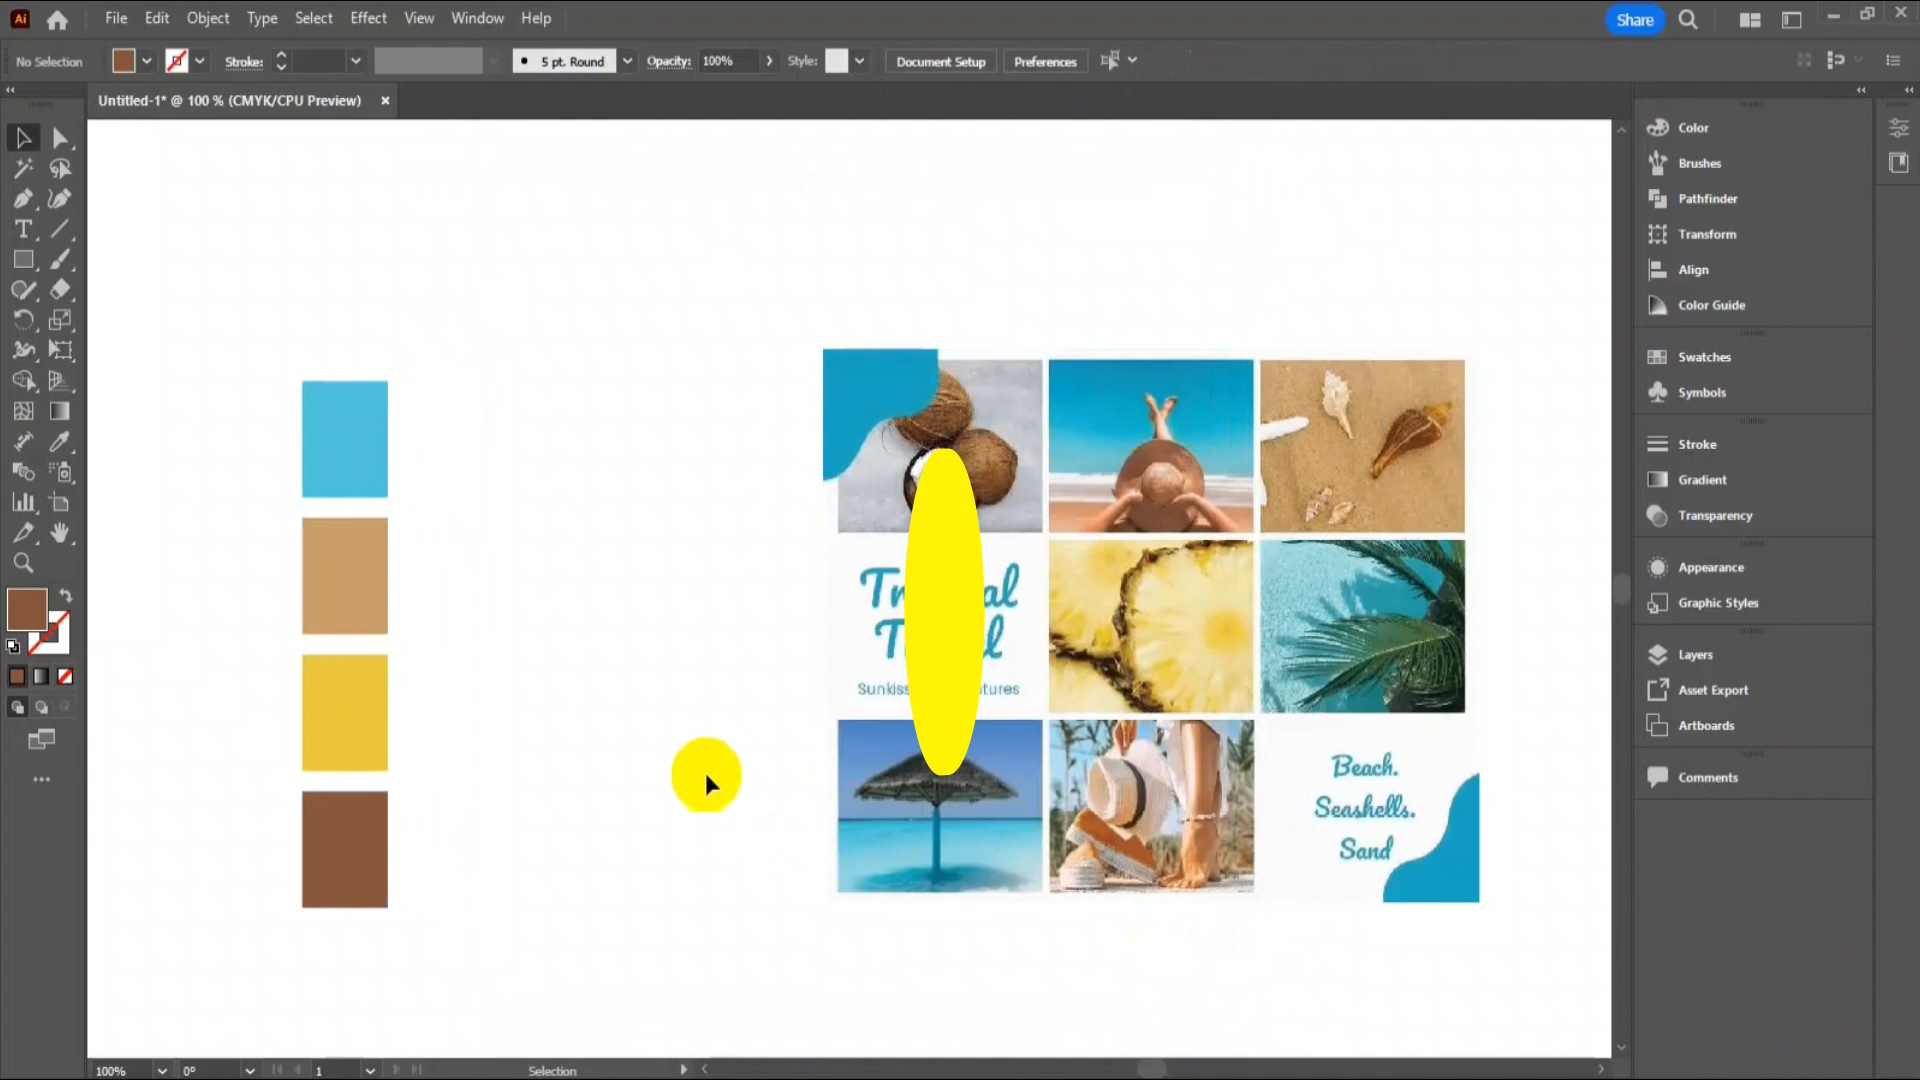 Ai
File Edit Object Type Select Effect View Window Help
Share
No Selection
Stroke:
5 pt. Round
Opacity: 100%
Style:
Document Setup
Preferences
Untitled-1* @ 100 % (CMYK/CPU Preview) ×
Color
Brushes
Pathfinder
Transform
Align
Color Guide
Swatches
Symbols
Stroke
Gradient
Transparency
Appearance
Graphic Styles
Layers
Asset Export
Artboards
Comments
Beach.
Seashells.
Sand
100%
0°
1
Selection